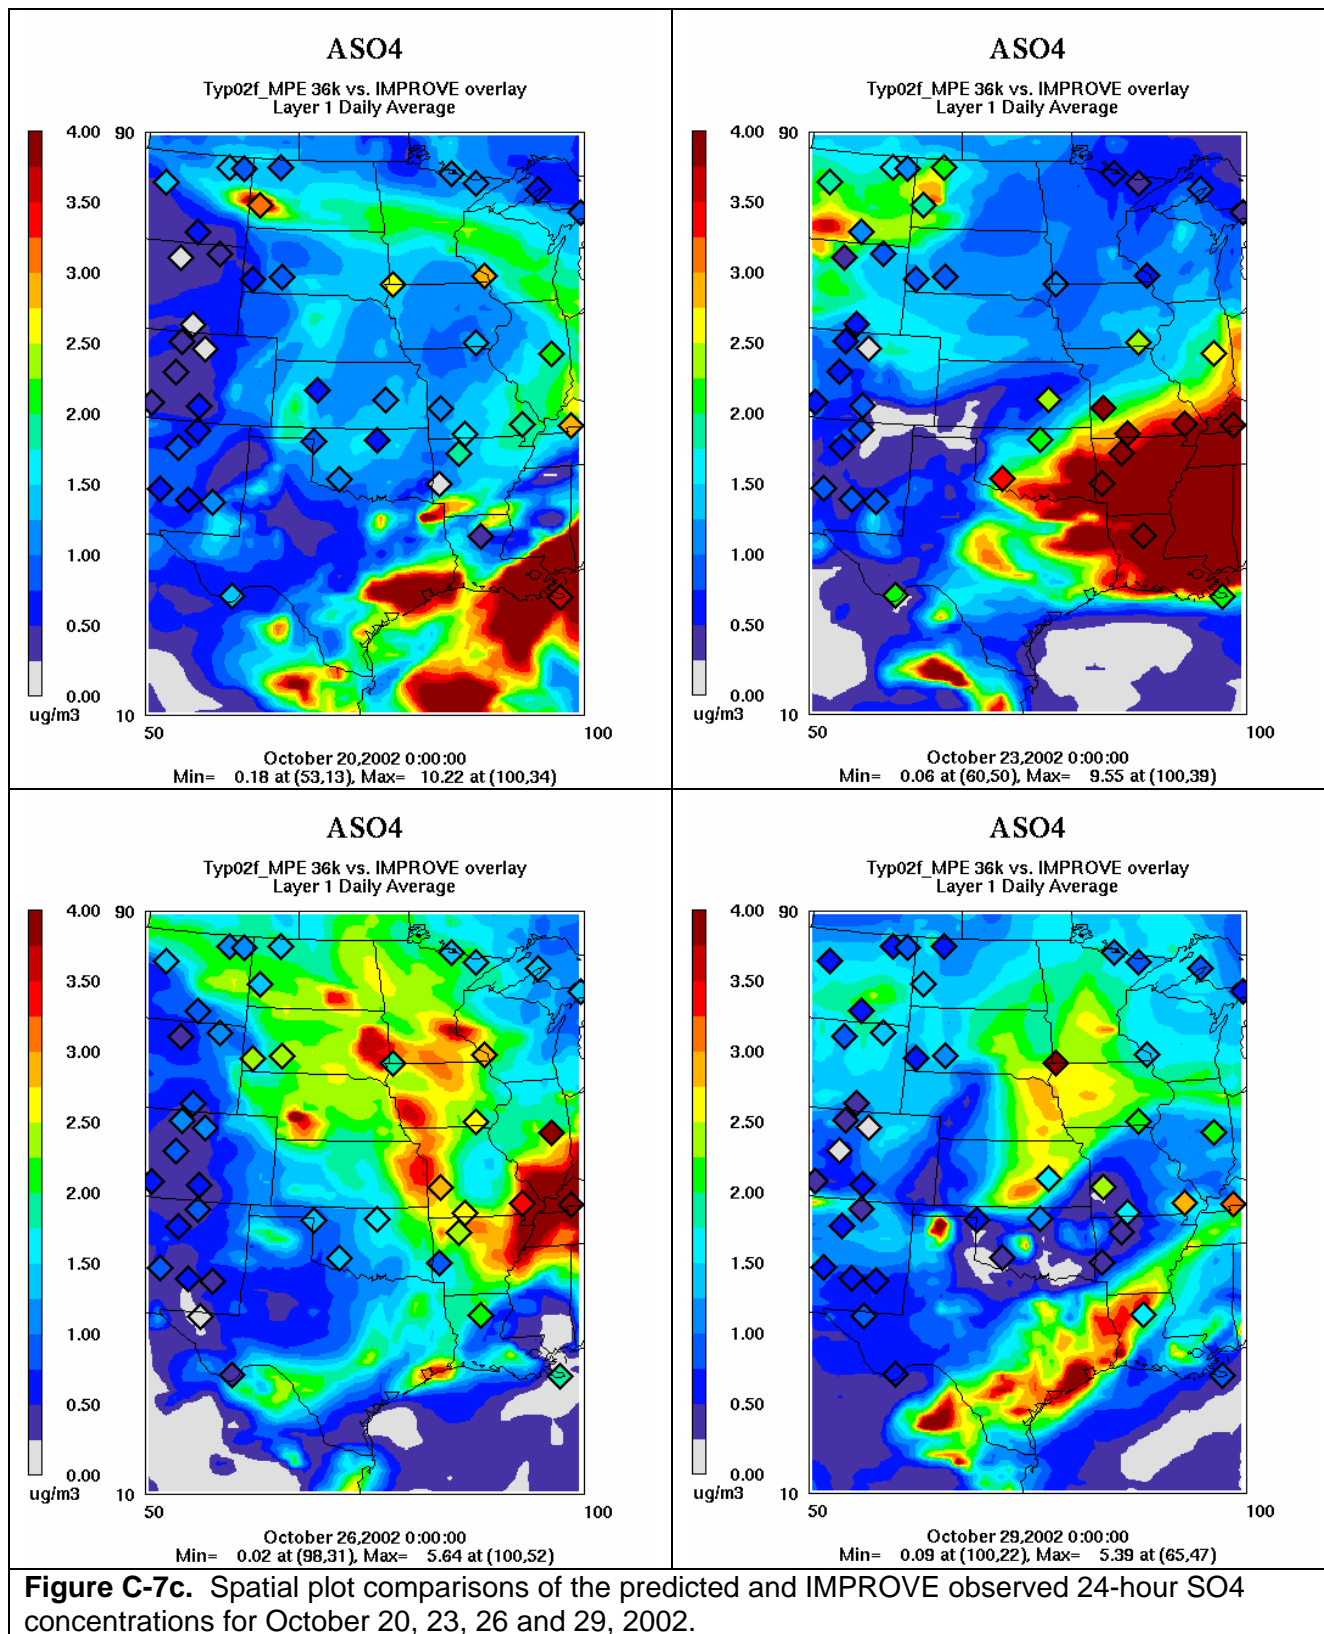 ASO4
Typ02f_MPE 36k vs. IMPROVE overlay
Layer 1 Daily Average
4.00
3.50
3.00
2.50
2.00
1.50
1.00
0.50
0.00
ug/m3
90
10
50
100
October 20,2002 0:00:00
Min= 0.18 at (53,13), Max= 10.22 at (100,34)
ASO4
Typ02f_MPE 36k vs. IMPROVE overlay
Layer 1 Daily Average
4.00
3.50
3.00
2.50
2.00
1.50
1.00
0.50
0.00
ug/m3
90
10
50
100
October 23,2002 0:00:00
Min= 0.06 at (60,50), Max= 9.55 at (100,39)
ASO4
Typ02f_MPE 36k vs. IMPROVE overlay
Layer 1 Daily Average
4.00
3.50
3.00
2.50
2.00
1.50
1.00
0.50
0.00
ug/m3
90
10
50
100
October 26,2002 0:00:00
Min= 0.02 at (98,31), Max= 5.64 at (100,52)
ASO4
Typ02f_MPE 36k vs. IMPROVE overlay
Layer 1 Daily Average
4.00
3.50
3.00
2.50
2.00
1.50
1.00
0.50
0.00
ug/m3
90
10
50
100
October 29,2002 0:00:00
Min= 0.09 at (100,22), Max= 5.39 at (65,47)
Figure C-7c. Spatial plot comparisons of the predicted and IMPROVE observed 24-hour SO4
concentrations for October 20, 23, 26 and 29, 2002.